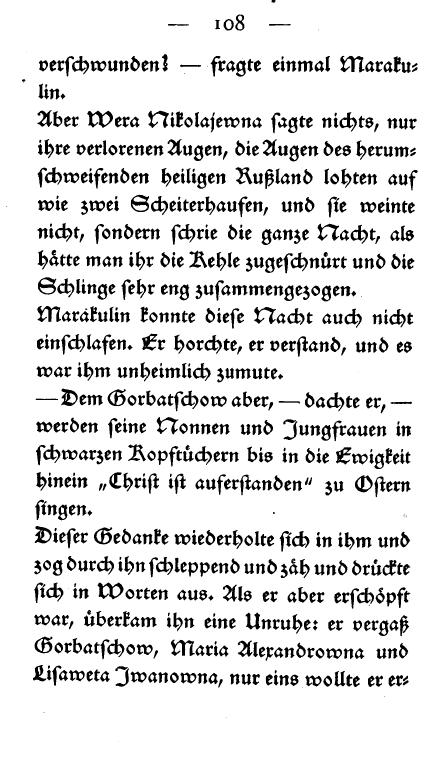 — 108 —
verschwunden? — fragte einmal Maraku-
lin.
Aber Wera Nikolajewna sagte nichts, nur
ihre verlorenen Augen, die Augen des herum-
schweifenden heiligen Rußland lohten auf
wie zwei Scheiterhaufen, und sie weinte
nicht, sondern schrie die ganze Nacht, als
hätte man ihr die Kehle zugeschnürt und die
Schlinge sehr eng zusammengezogen.
Marakulin konnte diese Nacht auch nicht
einschlafen. Er horchte, er verstand, und es
war ihm unheimlich zumute.
— Dem Gorbatschow aber, — dachte er, —
werden seine Nonnen und Jungfrauen in
schwarzen Kopftüchern bis in die Ewigkeit
hinein „Christ ist auferstanden“ zu Ostern
singen.
Dieser Gedanke wiederholte sich in ihm und
zog durch ihn schleppend und zäh und drückte
sich in Worten aus. Als er aber erschöpft
war, überkam ihn eine Unruhe: er vergaß
Gorbatschow, Maria Alexandrowna und
Lisaweta Iwanowna, nur eins wollte er er-